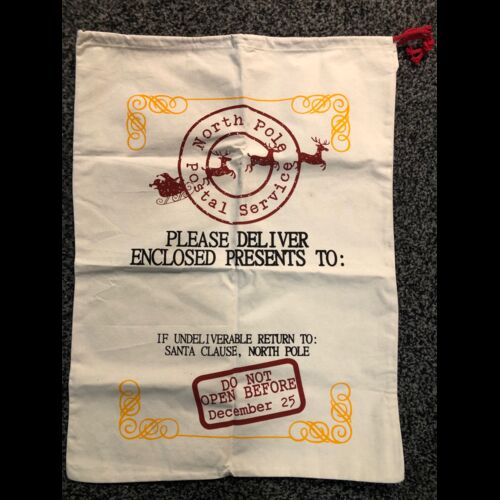 North Pole
Postal Service
PLEASE DELIVER
ENCLOSED PRESENTS TO:
IF UNDELIVERABLE RETURN TO:
SANTA CLAUSE, NORTH POLE
DO NOT
OPEN BEFORE
December 25